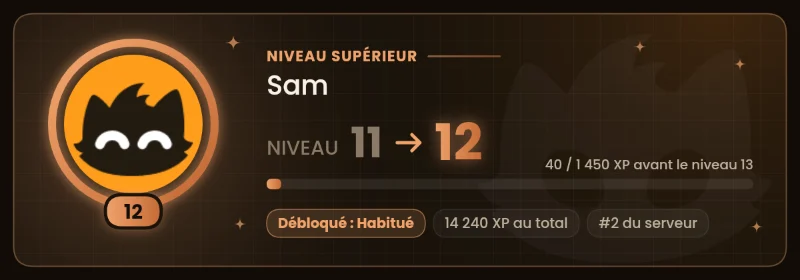 NIVEAU SUPÉRIEUR
Sam
NIVEAU 11 → 12
40 / 1 450 XP avant le niveau 13
12
Débloqué : Habitué
14 240 XP au total
#2 du serveur